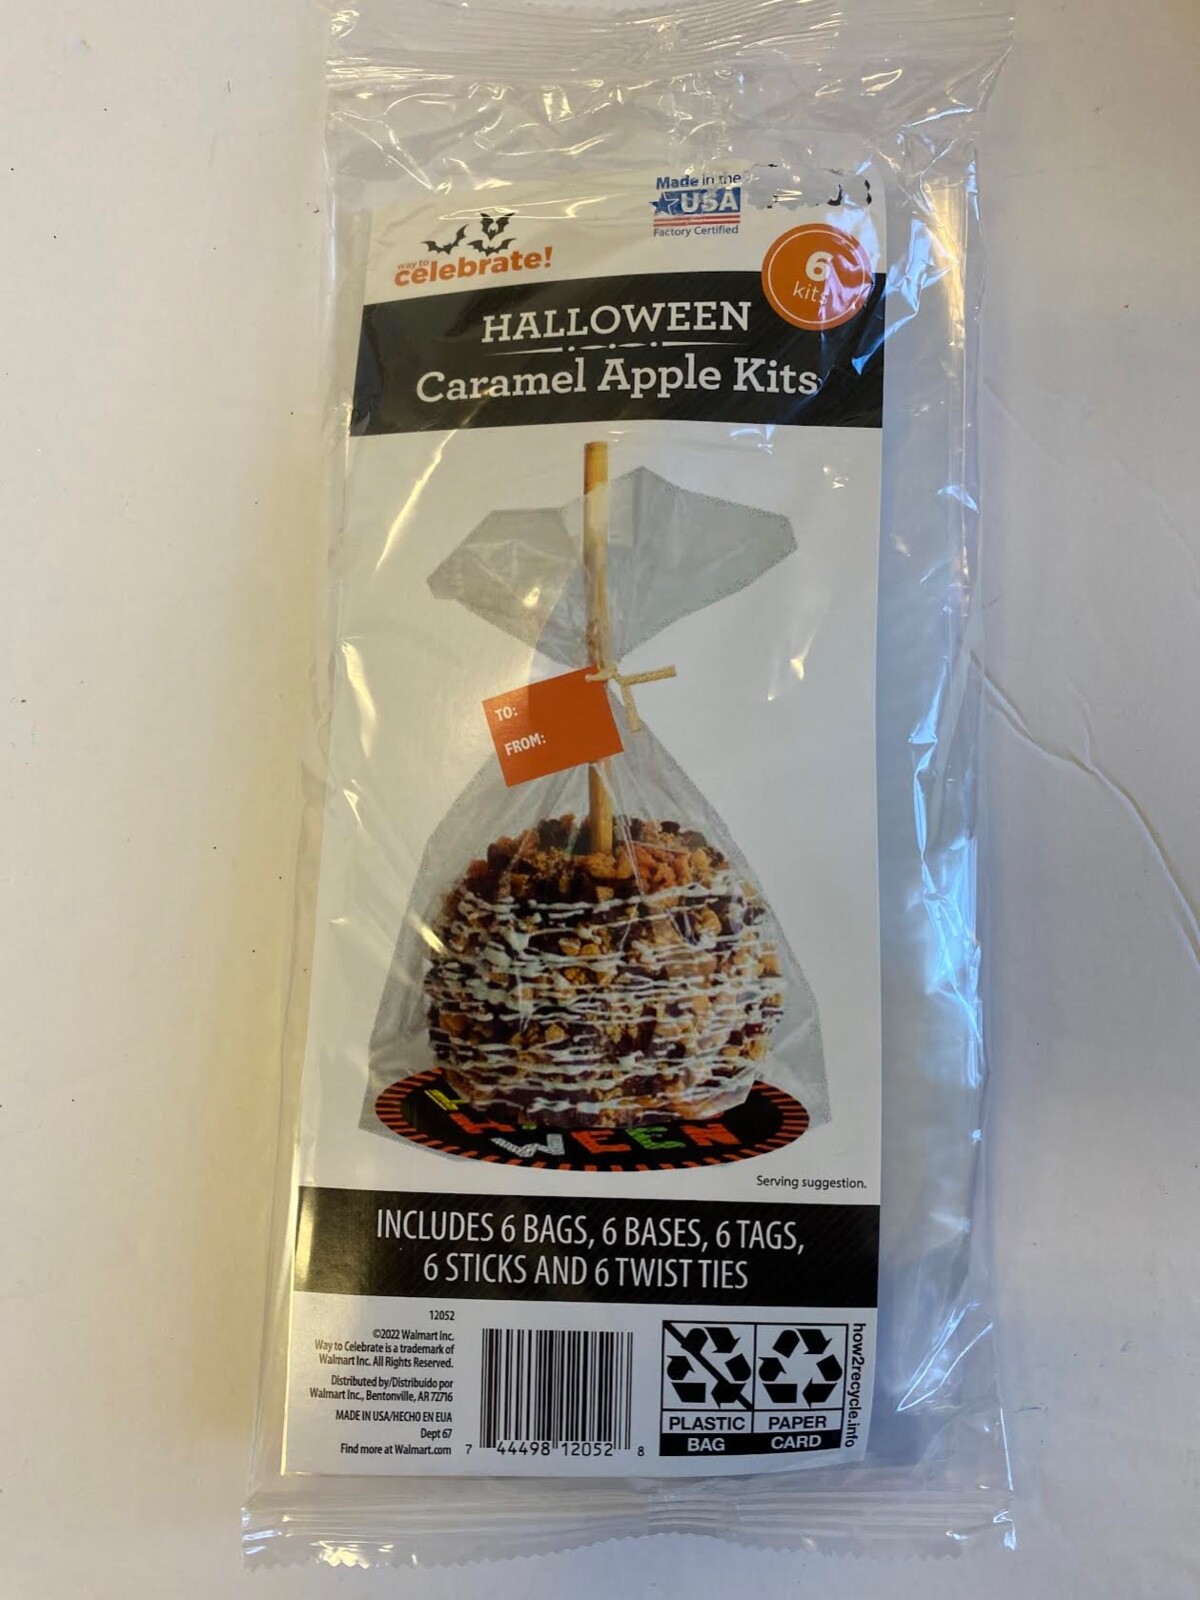 Made in the
USA
Factory Certified
way to
celebrate!
6
kits
HALLOWEEN
Caramel Apple Kits
TO:
FROM:
WEEN
Serving suggestion.
INCLUDES 6 BAGS, 6 BASES, 6 TAGS,
6 STICKS AND 6 TWIST TIES
12052
©2022 Walmart Inc.
Way to Celebrate is a trademark of
Walmart Inc. All Rights Reserved.
Distributed by/Distribuido por
Walmart Inc., Bentonville, AR 72716
MADE IN USA/HECHO EN EUA
Dept 67
Find more at Walmart.com
7 44498 12052 8
PLASTIC
BAG
PAPER
CARD
how2recycle.info